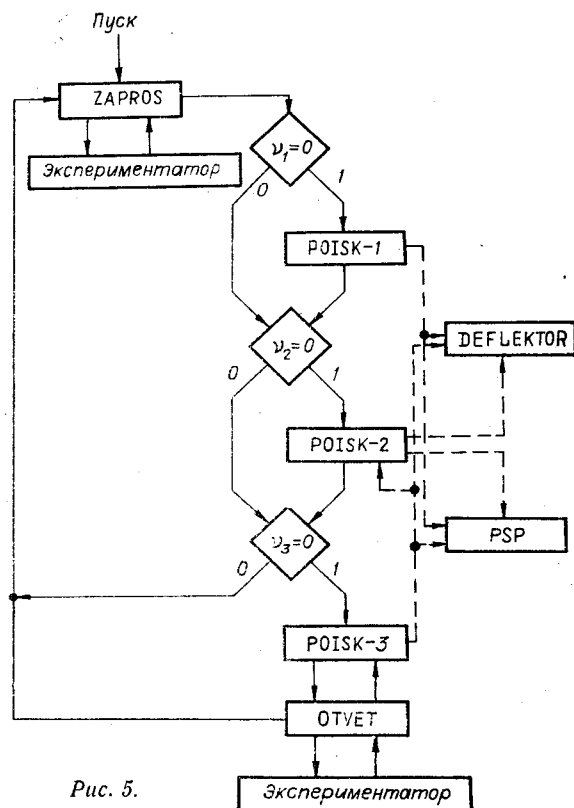 Пуск
ZAPROS
Экспериментатор
ν₁=0
0
1
POISK-1
ν₂=0
0
1
DEFLEKTOR
POISK-2
PSP
ν₃=0
0
1
POISK-3
OTVET
Рис. 5.
Экспериментатор